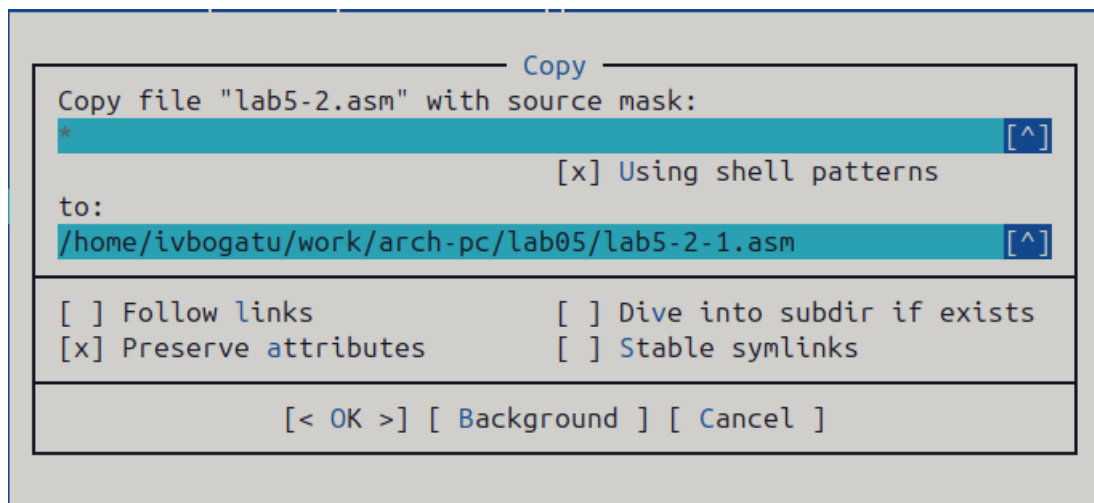 Copy
Copy file "lab5-2.asm" with source mask:
* [^]
[x] Using shell patterns
to:
/home/ivbogatu/work/arch-pc/lab05/lab5-2-1.asm [^]
[ ] Follow links [ ] Dive into subdir if exists
[x] Preserve attributes [ ] Stable symlinks
[< OK >] [ Background ] [ Cancel ]